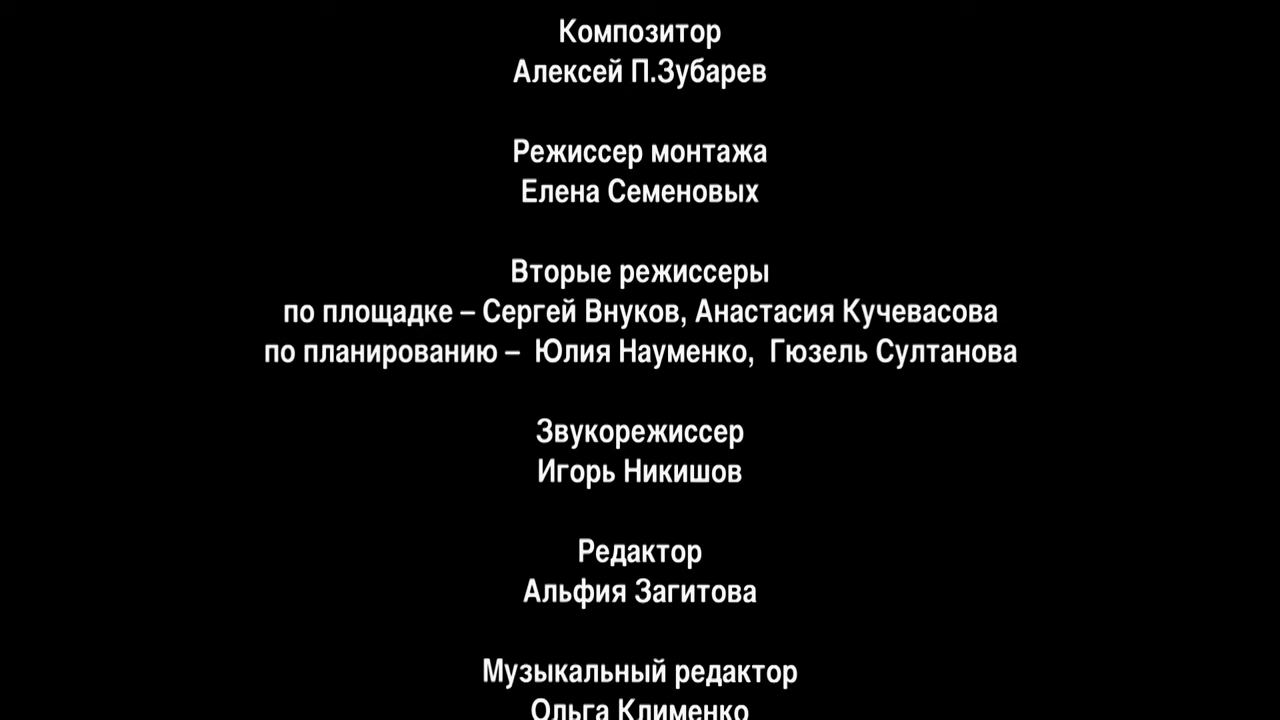 Композитор
Алексей П.Зубарев
Режиссер монтажа
Елена Семеновых
Вторые режиссеры
по площадке – Сергей Внуков, Анастасия Кучевасова
по планированию – Юлия Науменко, Гюзель Султанова
Звукорежиссер
Игорь Никишов
Редактор
Альфия Загитова
Музыкальный редактор
Ольга Клименко